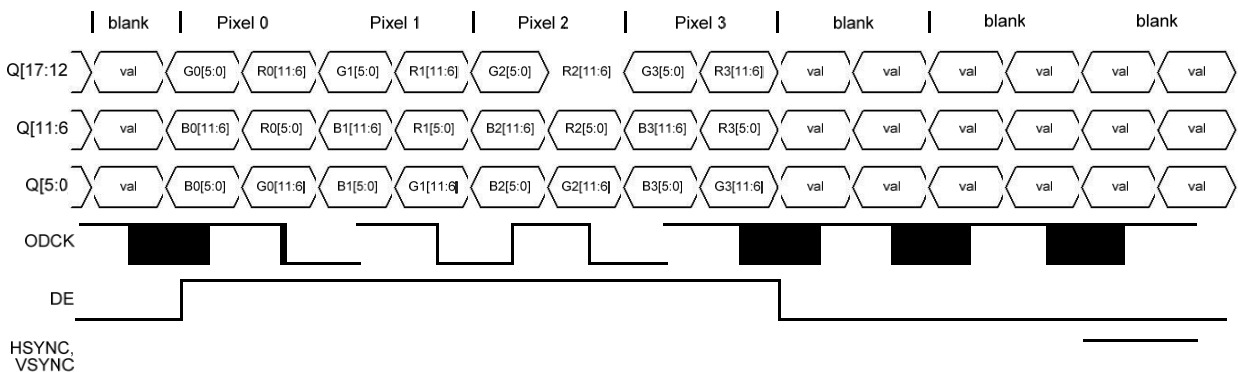 blank Pixel 0 Pixel 1 Pixel 2 Pixel 3 blank blank blank
Q[17:12 val G0[5:0] R0[11:6] G1[5:0] R1[11:6] G2[5:0] R2[11:6] G3[5:0] R3[11:6] val val val val val val
Q[11:6 val B0[11:6] R0[5:0] B1[11:6] R1[5:0] B2[11:6] R2[5:0] B3[11:6] R3[5:0] val val val val val val
Q[5:0 val B0[5:0] G0[11:6] B1[5:0] G1[11:6] B2[5:0] G2[11:6] B3[5:0] G3[11:6] val val val val val val
ODCK
DE
HSYNC,
VSYNC